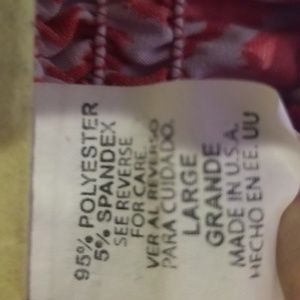 95% POLYESTER
5% SPANDEX
SEE REVERSE
FOR CARE
VER AL REVERSO
PARA CUIDADO.
LARGE
GRANDE
MADE IN U.S.A.
HECHO EN EE. UU